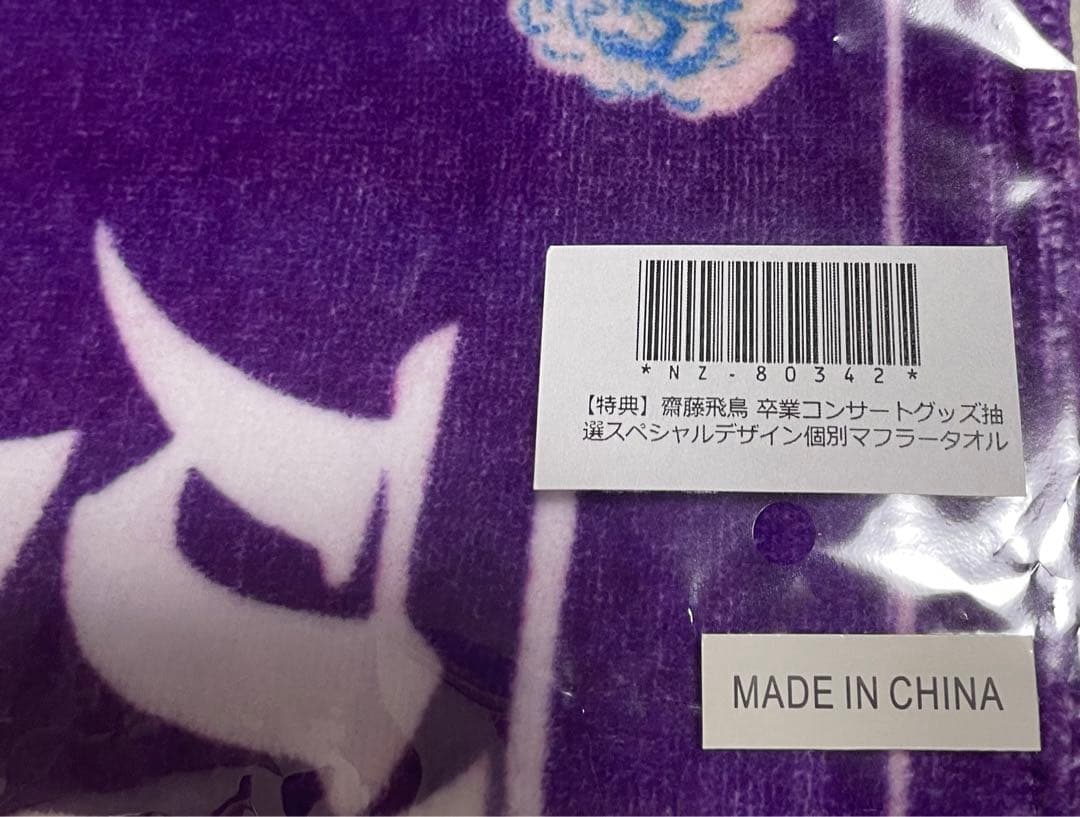 *NZ-80342*
【特典】齋藤飛鳥 卒業コンサートグッズ抽
選スペシャルデザイン個別マフラータオル
MADE IN CHINA